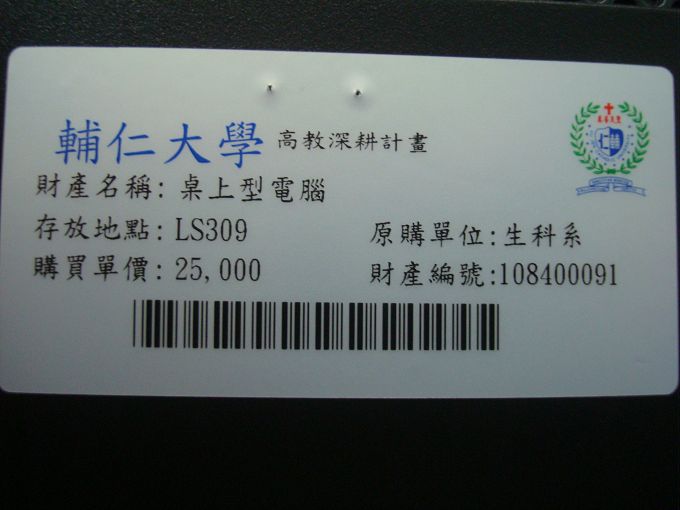 輔仁大學 高教深耕計畫
財產名稱: 桌上型電腦
存放地點: LS309
原購單位: 生科系
購買單價: 25,000
財產編號:108400091